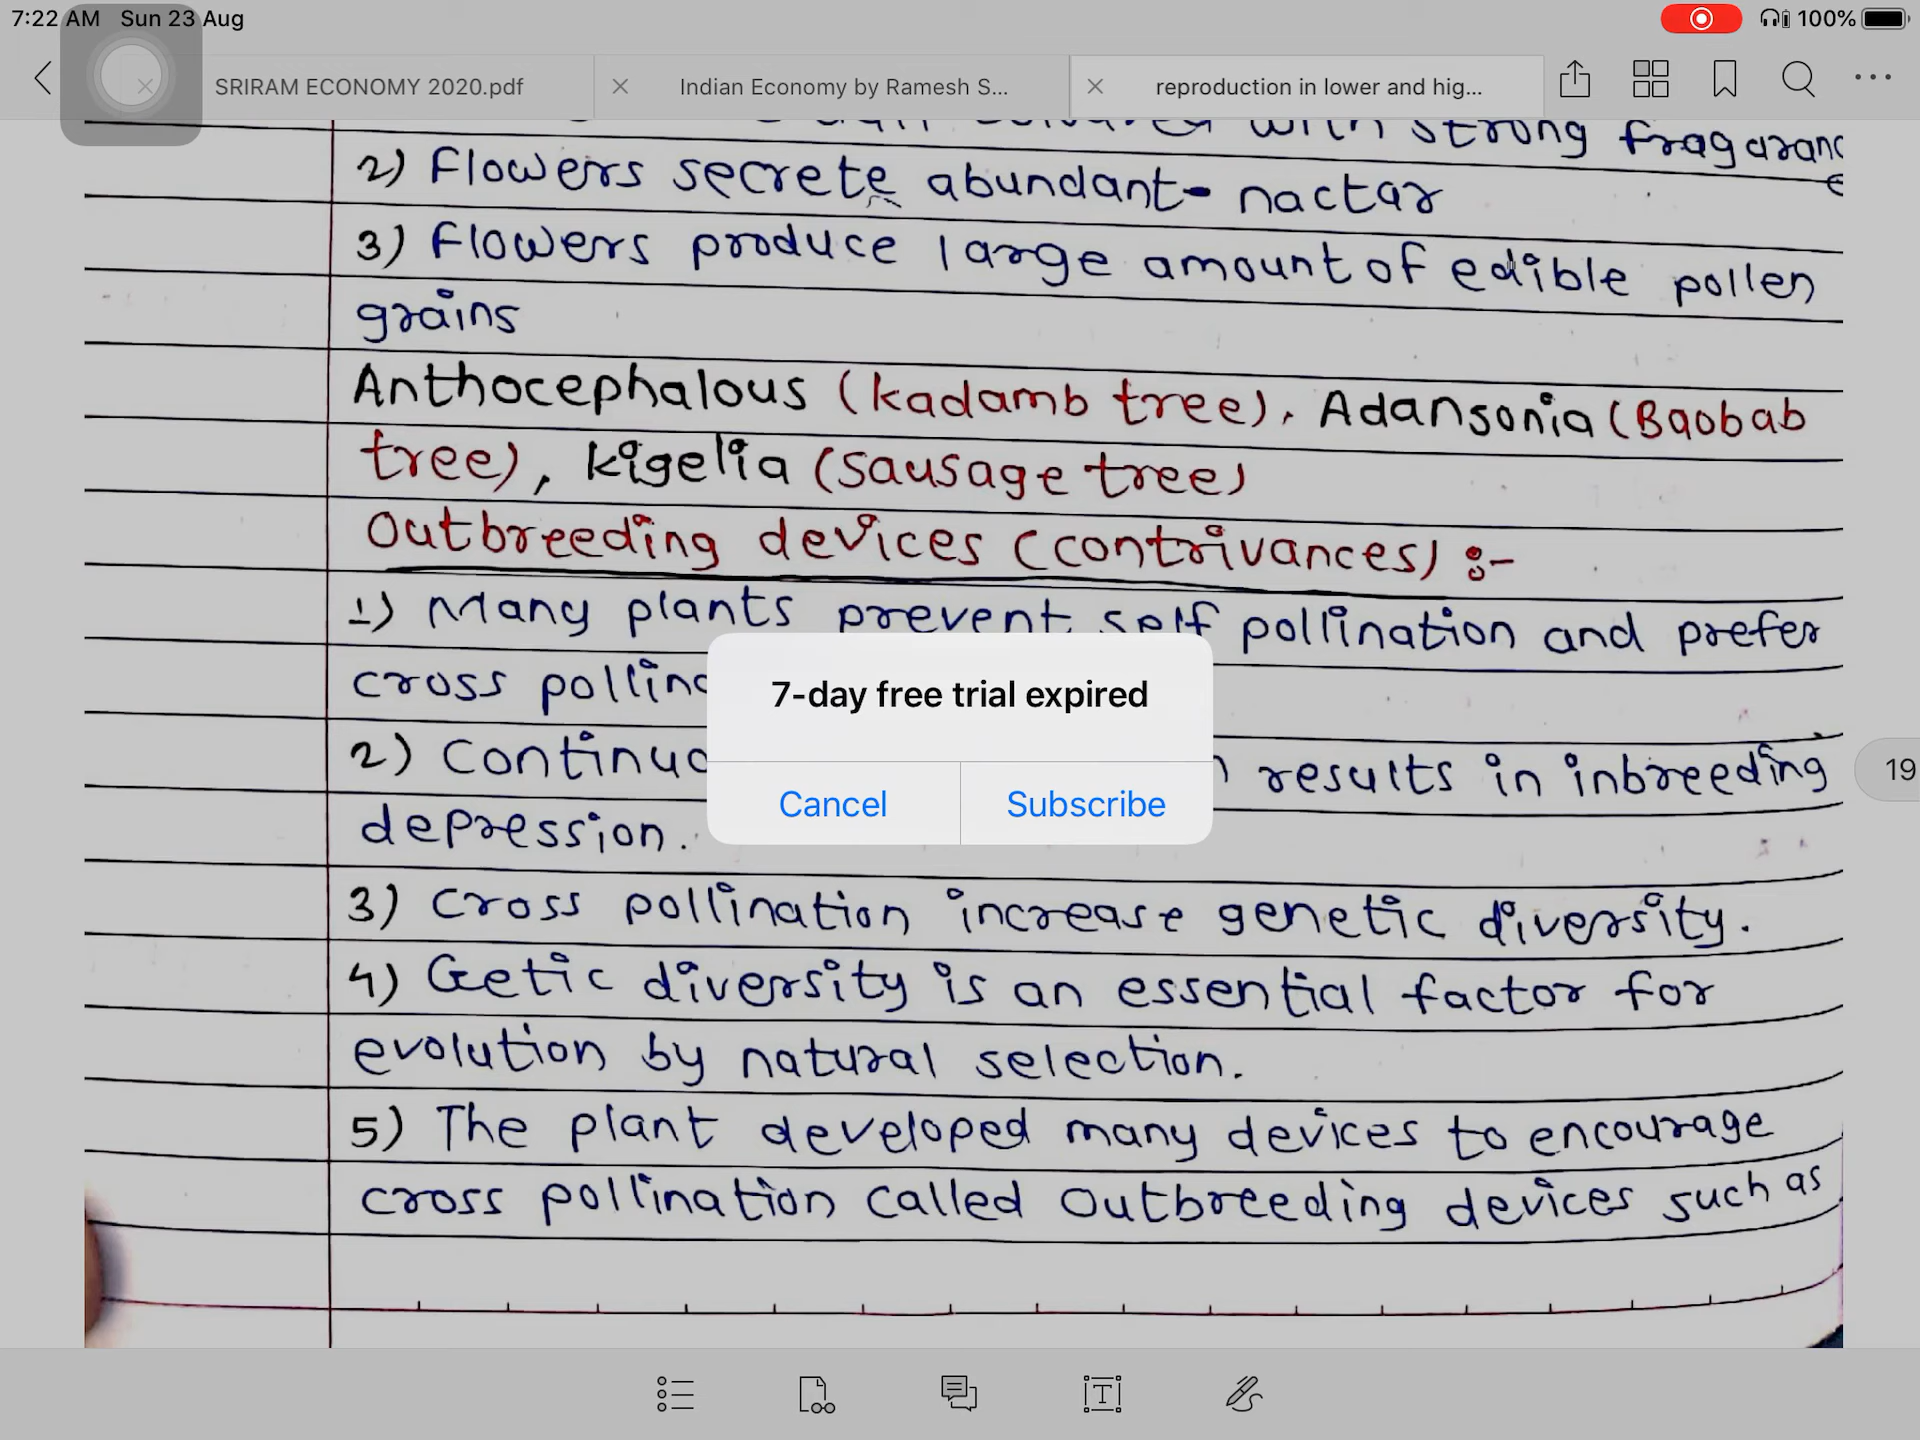 7:22 AM Sun 23 Aug 100%
SRIRAM ECONOMY 2020.pdf
Indian Economy by Ramesh S...
reproduction in lower and hig...
with strong fragaranc
e
2) Flowers secrete abundant- nactar
3) Flowers produce large amount of edible pollen
grains
Anthocephalous (kadamb tree), Adansonia (Baobab
tree), kigelia (sausage tree)
Outbreeding devices (contrivances) :-
1) Many plants prevent self pollination and prefer
cross
2) results in inbreeding
depression.
7-day free trial expired
Cancel Subscribe
19
3) cross pollination increase genetic diversity.
4) Getic diversity is an essential factor for
evolution by natural selection.
5) The plant developed many devices to encourage
cross pollination called outbreeding devices such as